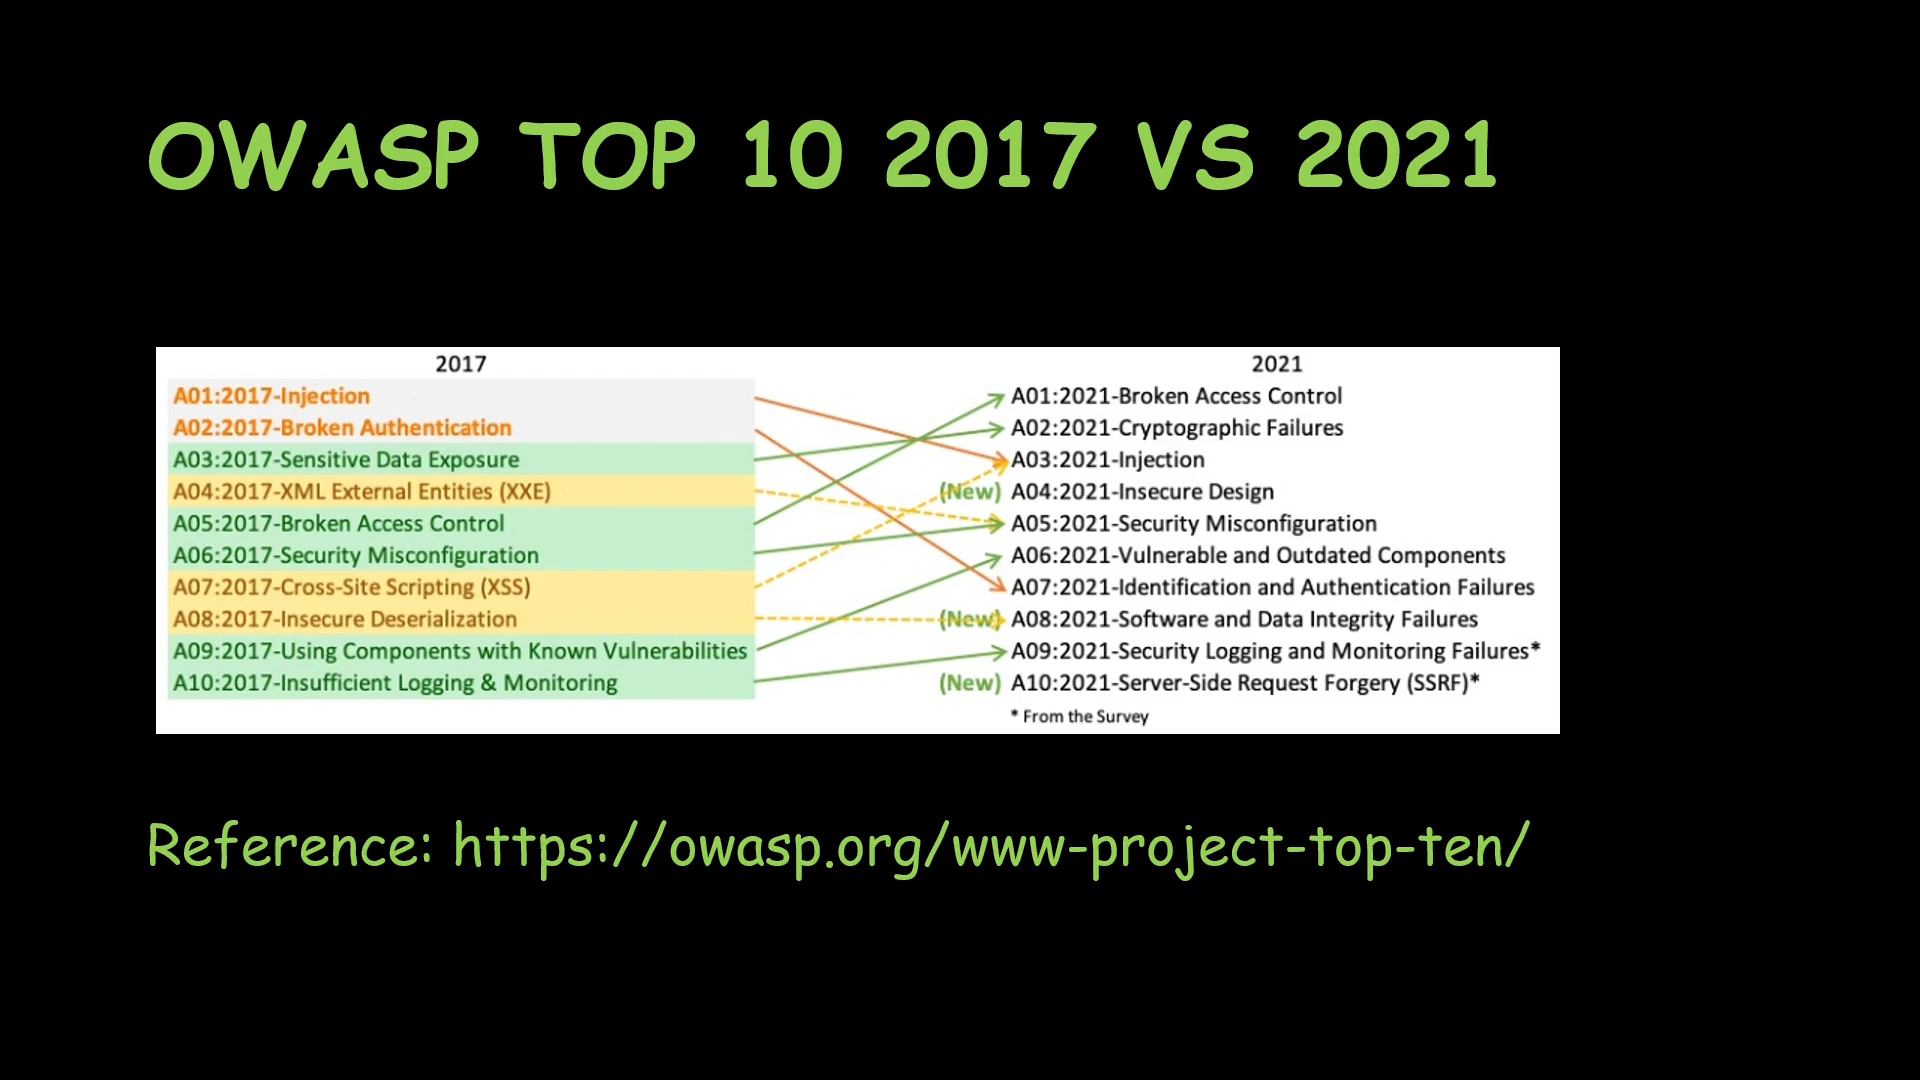 OWASP TOP 10 2017 VS 2021
2017
A01:2017-Injection
A02:2017-Broken Authentication
A03:2017-Sensitive Data Exposure
A04:2017-XML External Entities (XXE)
A05:2017-Broken Access Control
A06:2017-Security Misconfiguration
A07:2017-Cross-Site Scripting (XSS)
A08:2017-Insecure Deserialization
A09:2017-Using Components with Known Vulnerabilities
A10:2017-Insufficient Logging & Monitoring
2021
A01:2021-Broken Access Control
A02:2021-Cryptographic Failures
A03:2021-Injection
(New) A04:2021-Insecure Design
A05:2021-Security Misconfiguration
A06:2021-Vulnerable and Outdated Components
A07:2021-Identification and Authentication Failures
(New) A08:2021-Software and Data Integrity Failures
A09:2021-Security Logging and Monitoring Failures*
(New) A10:2021-Server-Side Request Forgery (SSRF)*
* From the Survey
Reference: https://owasp.org/www-project-top-ten/